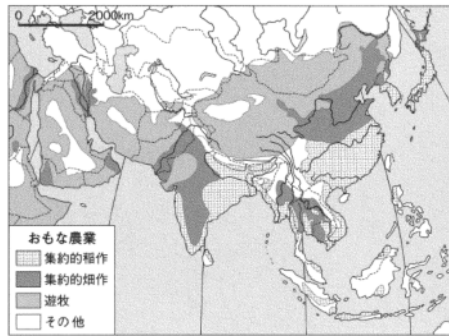 0 2000km
おもな農業
集約的稲作
集約的畑作
遊牧
その他